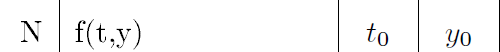 N f(t,y) t₀ y₀